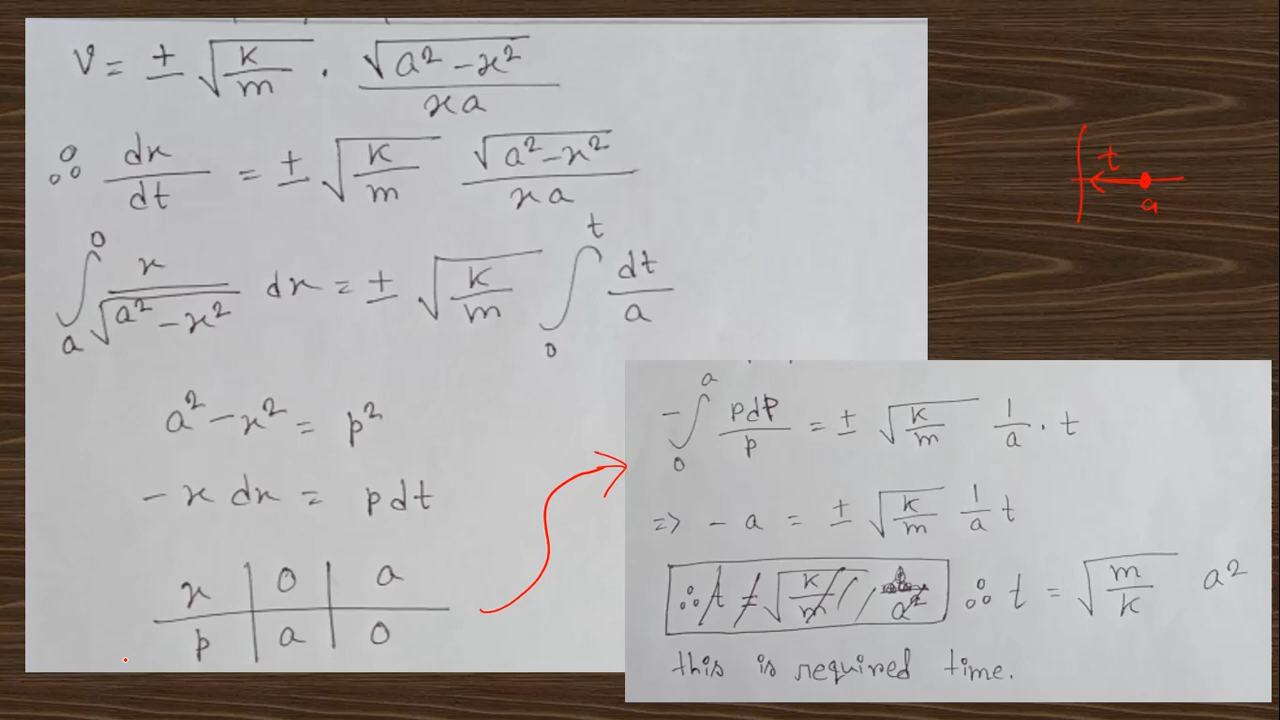 V = ± √(k/m) · √(a² - x²)/(xa)
∴ dx/dt = ± √(k/m) √(a² - x²)/(xa)
∫ₐ⁰ x/√(a² - x²) dx = ± √(k/m) ∫₀ᵗ dt/a
a² - x² = p²
- x dx = p dt
x | 0 | a
p | a | 0
- ∫₀ᵃ pdp/p = ± √(k/m) 1/a · t
=> - a = ± √(k/m) 1/a t
∴ t = √(m/k) a²
this is required time.
t
a